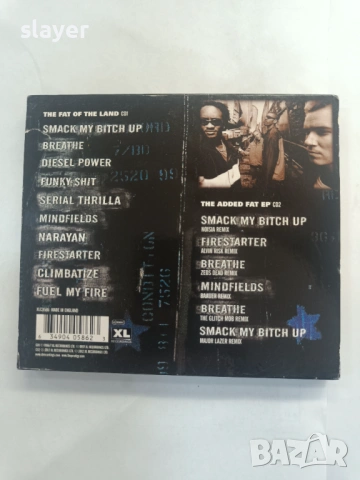 slayer
THE FAT OF THE LAND CD1
SMACK MY BITCH UP
BREATHE
DIESEL POWER
FUNKY SHIT
SERIAL THRILLA
MINDFIELDS
NARAYAN
FIRESTARTER
CLIMBATIZE
FUEL MY FIRE
THE ADDED FAT EP CD2
SMACK MY BITCH UP
NOISIA REMIX
FIRESTARTER
ALVIN RISK REMIX
BREATHE
ZEDS DEAD REMIX
MINDFIELDS
BAAUER REMIX
BREATHE
THE GLITCH MOB REMIX
SMACK MY BITCH UP
MAJOR LAZER REMIX
XL
BAZAR